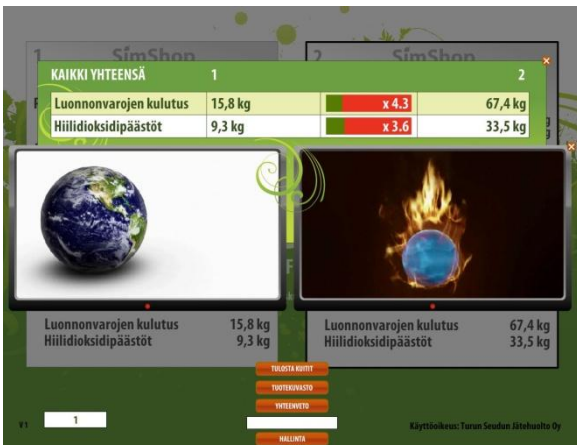 1 SimShop
2 SimShop
KAIKKI YHTEENSÄ 1 2
Luonnonvarojen kulutus 15,8 kg x 4.3 67,4 kg
Hiilidioksidipäästöt 9,3 kg x 3.6 33,5 kg
Luonnonvarojen kulutus 15,8 kg
Hiilidioksidipäästöt 9,3 kg
Luonnonvarojen kulutus 67,4 kg
Hiilidioksidipäästöt 33,5 kg
TULOSTA KUITIT
TUOTEKUVASTO
YHTEENVETO
HALLINTA
V1
1
Käyttöoikeus: Turun Seudun Jätehuolto Oy